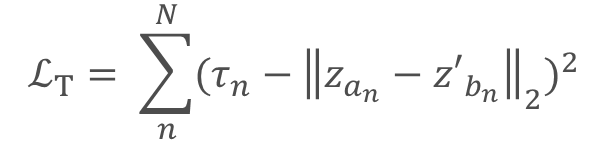 ℒ_T = ∑_n^N (τ_n − ‖z_{a_n} − z'_{b_n}‖_2)^2